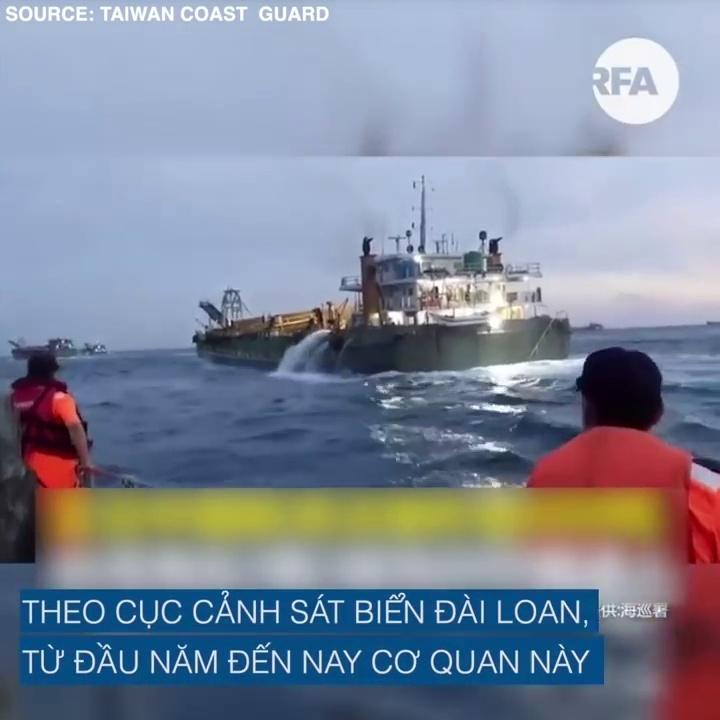 SOURCE: TAIWAN COAST GUARD
RFA
供:海巡署
THEO CỤC CẢNH SÁT BIỂN ĐÀI LOAN,
TỪ ĐẦU NĂM ĐẾN NAY CƠ QUAN NÀY